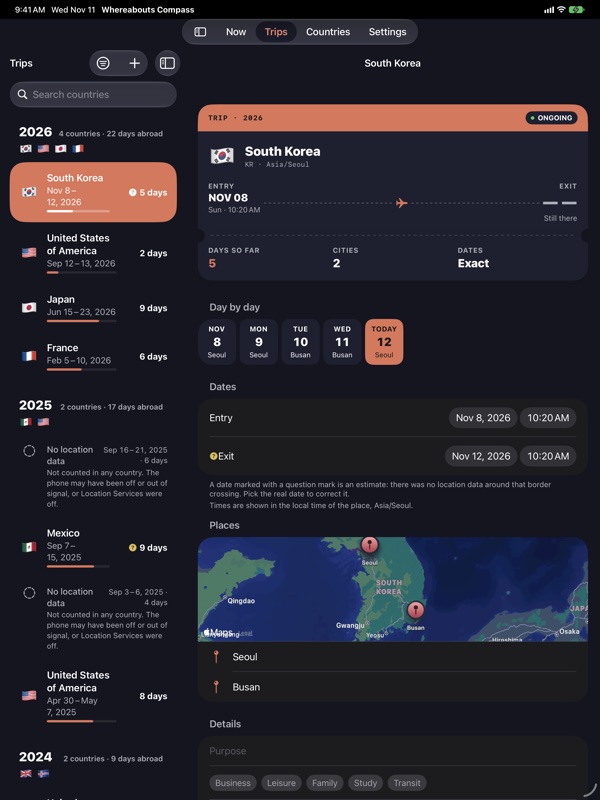 9:41 AM Wed Nov 11 Whereabouts Compass
Now Trips Countries Settings
Trips
Search countries
2026 4 countries · 22 days abroad
South Korea
Nov 8 –
12, 2026
? 5 days
United States
of America
Sep 12 – 13, 2026
2 days
Japan
Jun 15 – 23, 2026
9 days
France
Feb 5 – 10, 2026
6 days
2025 2 countries · 17 days abroad
No location
data
Sep 16 – 21, 2025
· 6 days
Not counted in any country. The
phone may have been off or out of
signal, or Location Services were
off.
Mexico
Sep 7 –
15, 2025
? 9 days
No location
data
Sep 3 – 6, 2025 ·
4 days
Not counted in any country. The
phone may have been off or out of
signal, or Location Services were
off.
United States
of America
Apr 30 – May
7, 2025
8 days
2024 2 countries · 9 days abroad
South Korea
TRIP · 2026
ONGOING
South Korea
KR · Asia/Seoul
ENTRY
EXIT
NOV 08
Sun · 10:20 AM
Still there
DAYS SO FAR
CITIES
DATES
5
2
Exact
Day by day
NOV
8
Seoul
MON
9
Seoul
TUE
10
Busan
WED
11
Busan
TODAY
12
Seoul
Dates
Entry
Nov 8, 2026
10:20 AM
? Exit
Nov 12, 2026
10:20 AM
A date marked with a question mark is an estimate: there was no location data around that border
crossing. Pick the real date to correct it.
Times are shown in the local time of the place, Asia/Seoul.
Places
Seoul
SOUTH
KOREA
Qingdao
Gwangju
Yeosu
Busan
JAPA
Osaka
Hiroshima
Maps
Legal
Seoul
Busan
Details
Purpose
Business
Leisure
Family
Study
Transit